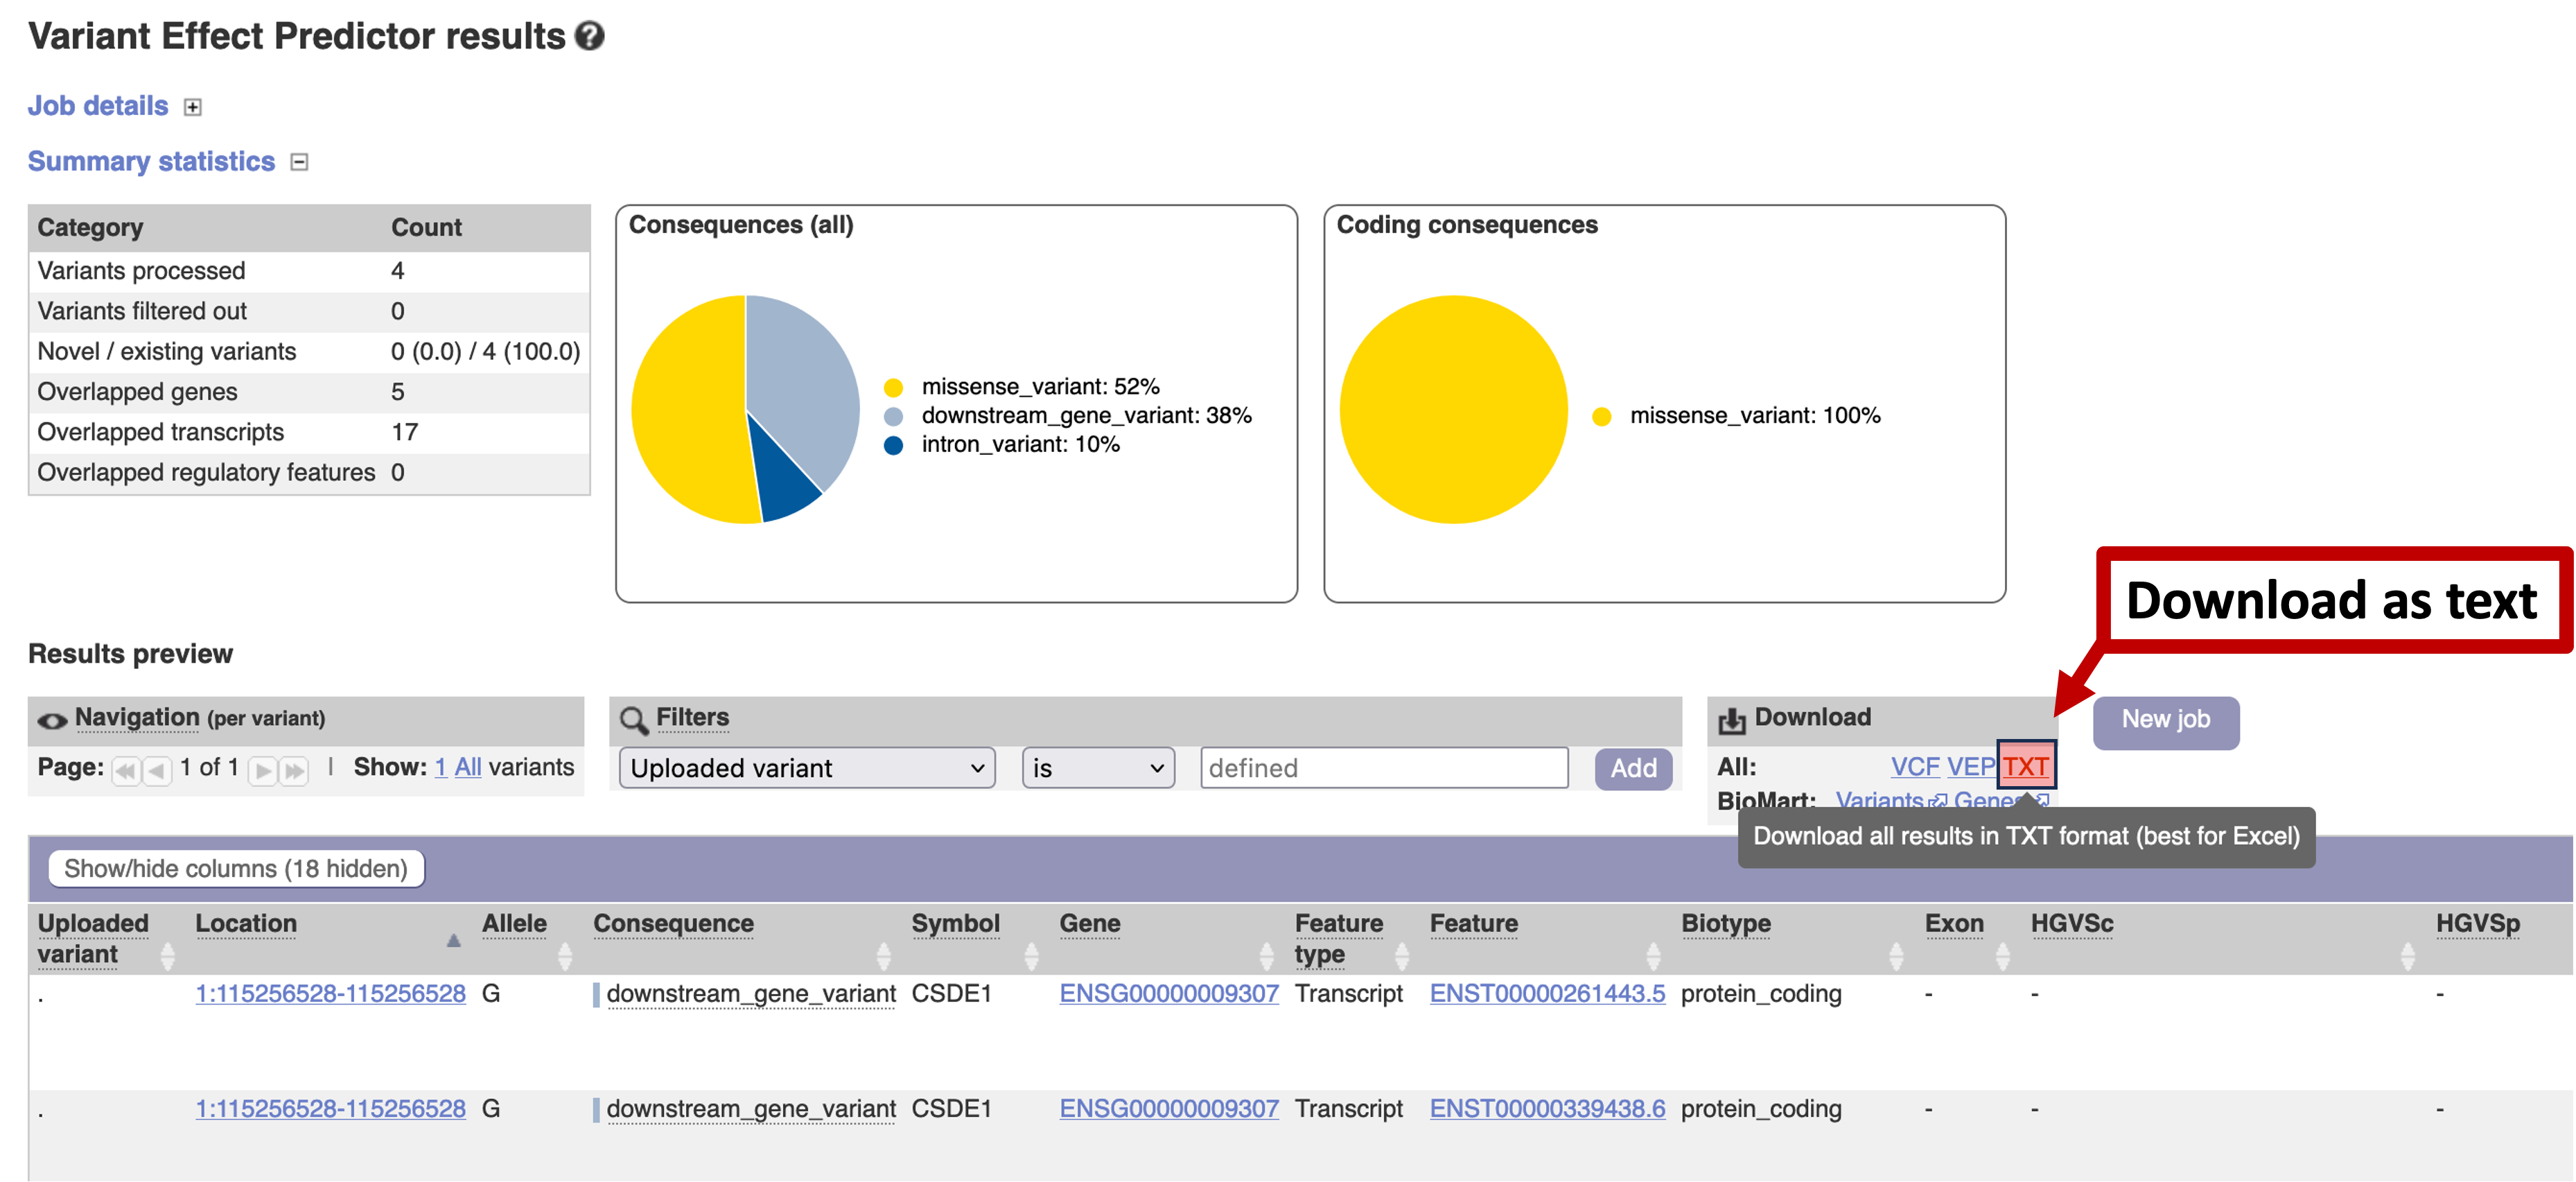 Variant Effect Predictor results ?
Job details +
Summary statistics -
Category Count
Variants processed 4
Variants filtered out 0
Novel / existing variants 0 (0.0) / 4 (100.0)
Overlapped genes 5
Overlapped transcripts 17
Overlapped regulatory features 0
Consequences (all)
missense_variant: 52%
downstream_gene_variant: 38%
intron_variant: 10%
Coding consequences
missense_variant: 100%
Download as text
Results preview
Navigation (per variant)
Page: 1 of 1 | Show: 1 All variants
Filters
Uploaded variant is defined Add
Download
All: VCF VEP TXT
BioMart: Variants Genes
New job
Download all results in TXT format (best for Excel)
Show/hide columns (18 hidden)
Uploaded variant Location Allele Consequence Symbol Gene Feature type Feature Biotype Exon HGVSc HGVSp
. 1:115256528-115256528 G downstream_gene_variant CSDE1 ENSG00000009307 Transcript ENST00000261443.5 protein_coding - - -
. 1:115256528-115256528 G downstream_gene_variant CSDE1 ENSG00000009307 Transcript ENST00000339438.6 protein_coding - - -